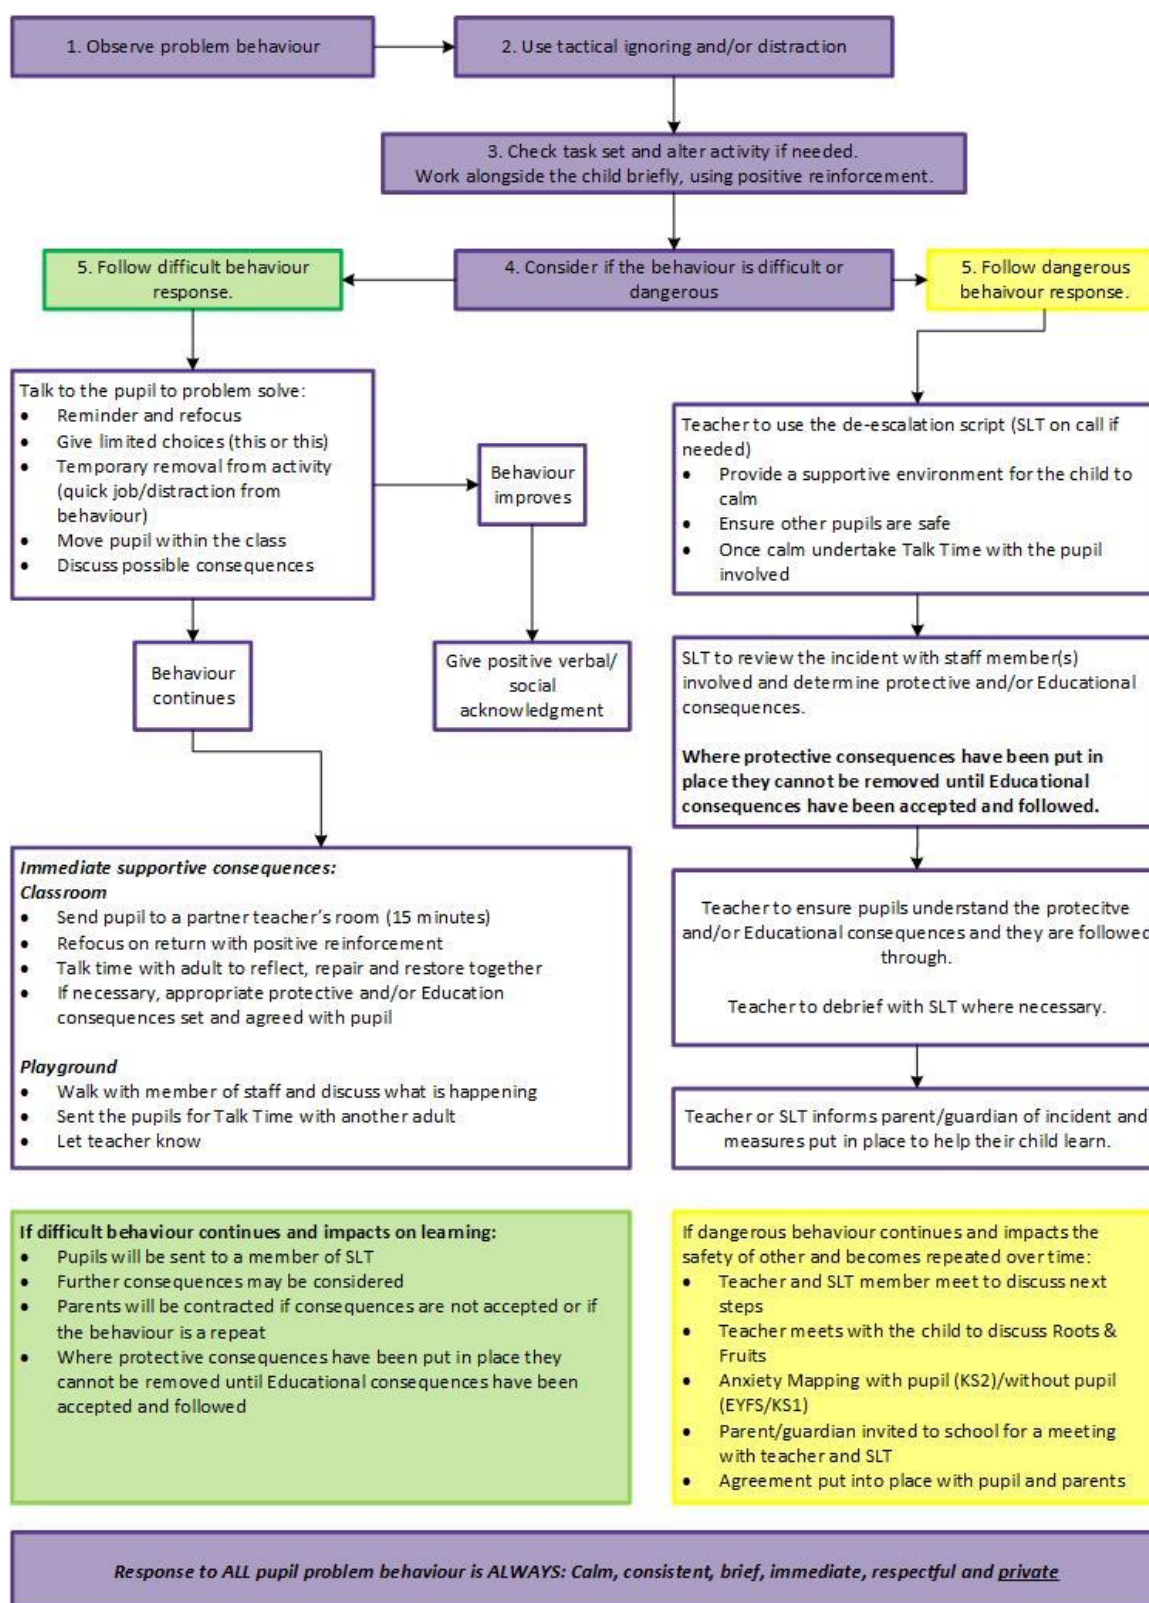 1. Observe problem behaviour
2. Use tactical ignoring and/or distraction
3. Check task set and alter activity if needed.
Work alongside the child briefly, using positive reinforcement.
4. Consider if the behaviour is difficult or
dangerous
5. Follow difficult behaviour
response.
Talk to the pupil to problem solve:
• Reminder and refocus
• Give limited choices (this or this)
• Temporary removal from activity
(quick job/distraction from
behaviour)
• Move pupil within the class
• Discuss possible consequences
Behaviour
improves
Give positive verbal/
social
acknowledgment
Behaviour
continues
Immediate supportive consequences:
Classroom
• Send pupil to a partner teacher's room (15 minutes)
• Refocus on return with positive reinforcement
• Talk time with adult to reflect, repair and restore together
• If necessary, appropriate protective and/or Education
consequences set and agreed with pupil
Playground
• Walk with member of staff and discuss what is happening
• Sent the pupils for Talk Time with another adult
• Let teacher know
5. Follow dangerous
behaivour response.
Teacher to use the de-escalation script (SLT on call if
needed)
• Provide a supportive environment for the child to
calm
• Ensure other pupils are safe
• Once calm undertake Talk Time with the pupil
involved
SLT to review the incident with staff member(s)
involved and determine protective and/or Educational
consequences.
Where protective consequences have been put in
place they cannot be removed until Educational
consequences have been accepted and followed.
Teacher to ensure pupils understand the protecitve
and/or Educational consequences and they are followed
through.
Teacher to debrief with SLT where necessary.
Teacher or SLT informs parent/guardian of incident and
measures put in place to help their child learn.
If difficult behaviour continues and impacts on learning:
• Pupils will be sent to a member of SLT
• Further consequences may be considered
• Parents will be contracted if consequences are not accepted or if
the behaviour is a repeat
• Where protective consequences have been put in place they
cannot be removed until Educational consequences have been
accepted and followed
If dangerous behaviour continues and impacts the
safety of other and becomes repeated over time:
• Teacher and SLT member meet to discuss next
steps
• Teacher meets with the child to discuss Roots &
Fruits
• Anxiety Mapping with pupil (KS2)/without pupil
(EYFS/KS1)
• Parent/guardian invited to school for a meeting
with teacher and SLT
• Agreement put into place with pupil and parents
Response to ALL pupil problem behaviour is ALWAYS: Calm, consistent, brief, immediate, respectful and private